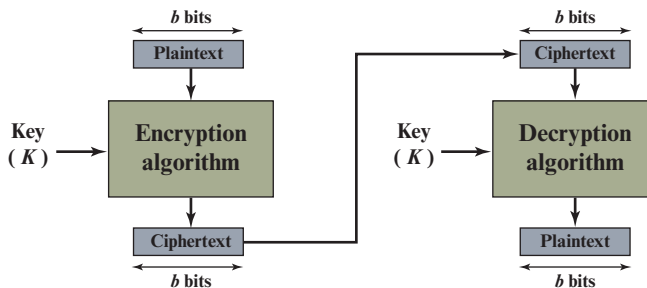 b bits
Plaintext
Key
( K )
Encryption
algorithm
Ciphertext
b bits
b bits
Ciphertext
Key
( K )
Decryption
algorithm
Plaintext
b bits